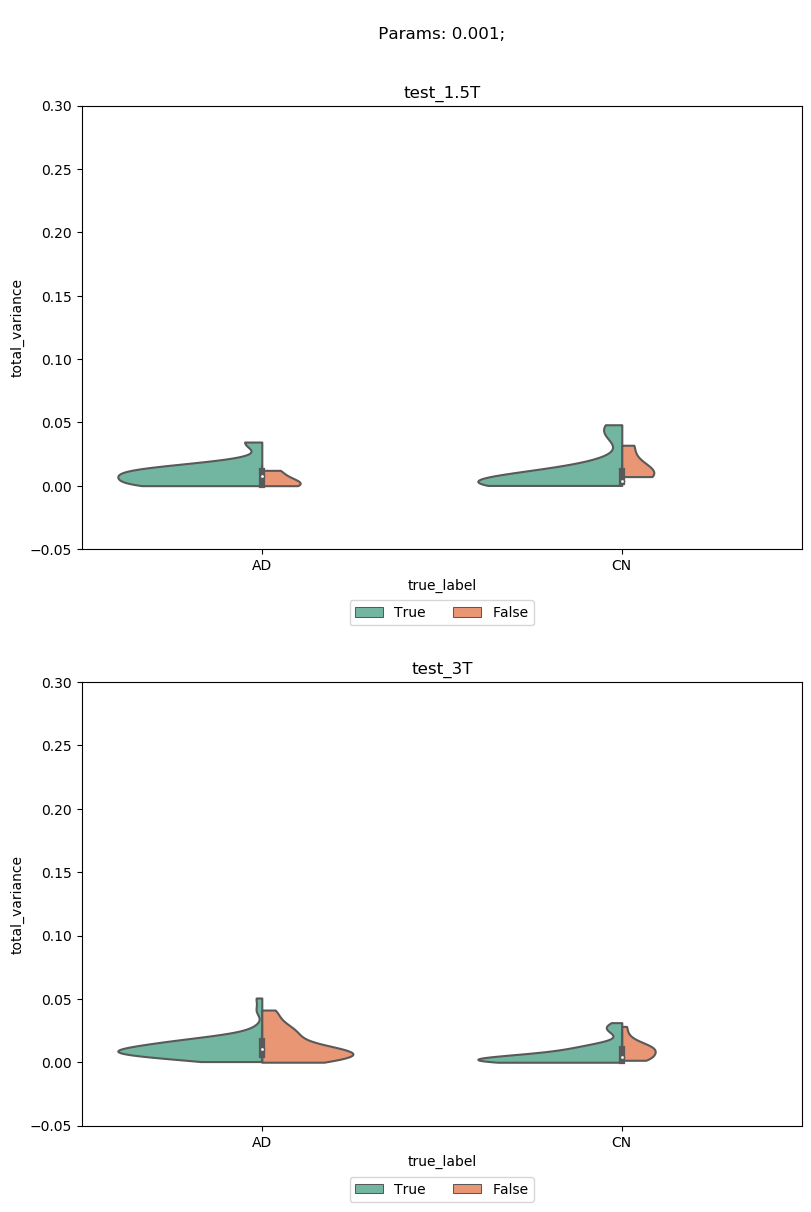 Params: 0.001;
test_1.5T
0.30
0.25
0.20
0.15
0.10
0.05
0.00
−0.05
total_variance
AD CN
true_label
True False
test_3T
0.30
0.25
0.20
0.15
0.10
0.05
0.00
−0.05
total_variance
AD CN
true_label
True False